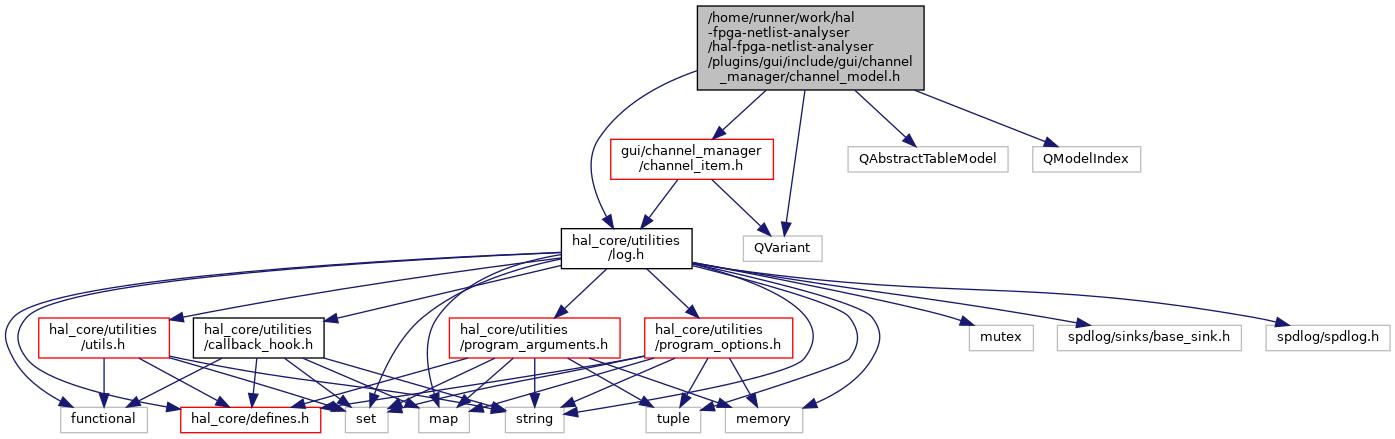 /home/runner/work/hal
-fpga-netlist-analyser
/hal-fpga-netlist-analyser
/plugins/gui/include/gui/channel
_manager/channel_model.h
gui/channel_manager
/channel_item.h
QAbstractTableModel
QModelIndex
hal_core/utilities
/log.h
QVariant
hal_core/utilities
/utils.h
hal_core/utilities
/callback_hook.h
hal_core/utilities
/program_arguments.h
hal_core/utilities
/program_options.h
mutex
spdlog/sinks/base_sink.h
spdlog/spdlog.h
functional
hal_core/defines.h
set
map
string
tuple
memory